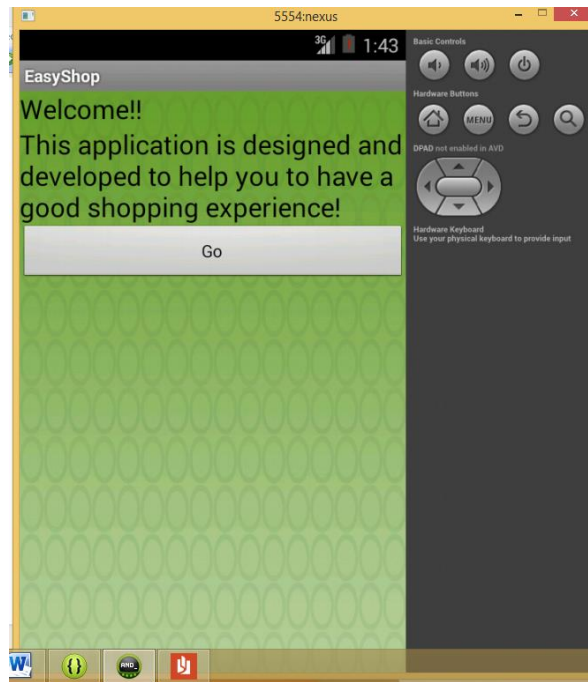 5554:nexus
3G 1:43
EasyShop
Welcome!!
This application is designed and
developed to help you to have a
good shopping experience!
Go
Basic Controls
Hardware Buttons
MENU
DPAD not enabled in AVD
Hardware Keyboard
Use your physical keyboard to provide input
W
{}
AND_